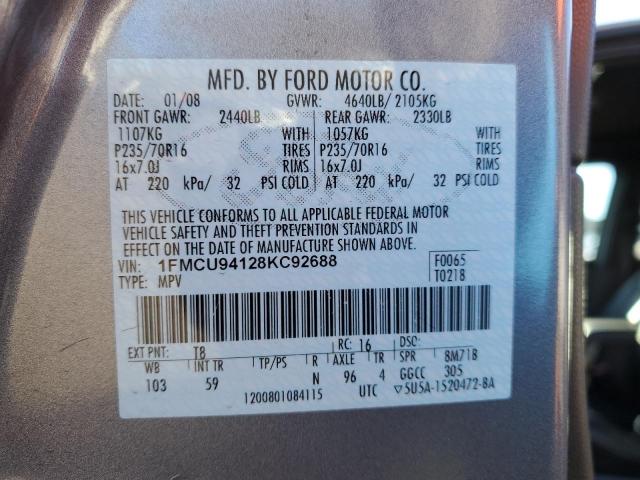 MFD. BY FORD MOTOR CO.
DATE: 01/08 GVWR: 4640LB/ 2105KG
FRONT GAWR: 2440LB REAR GAWR: 2330LB
1107KG WITH 1057KG WITH
P235/70R16 TIRES P235/70R16 TIRES
16x7.0J RIMS 16x7.0J RIMS
AT 220 kPa/ 32 PSI COLD AT 220 kPa/ 32 PSI COLD
THIS VEHICLE CONFORMS TO ALL APPLICABLE FEDERAL MOTOR
VEHICLE SAFETY AND THEFT PREVENTION STANDARDS IN
EFFECT ON THE DATE OF MANUFACTURE SHOWN ABOVE.
VIN: 1FMCU94128KC92688 F0065
TYPE: MPV T0218
EXT PNT: T8 RC: 16 DSO:
WB INT TR TP/PS R AXLE TR SPR 8M71B
103 59 N 96 4 GGCC 305
1200801084115 UTC ▽5U5A-1520472-BA